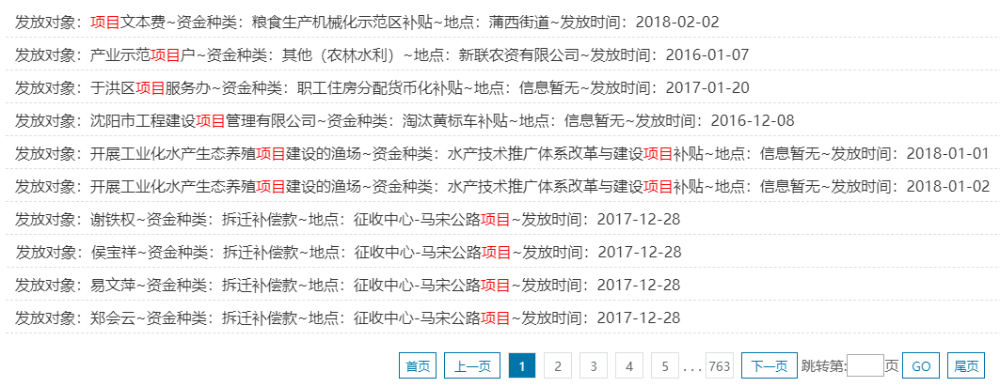 发放对象：项目文本费~资金种类：粮食生产机械化示范区补贴~地点：蒲西街道~发放时间：2018-02-02
发放对象：产业示范项目户~资金种类：其他（农林水利）~地点：新联农资有限公司~发放时间：2016-01-07
发放对象：于洪区项目服务办~资金种类：职工住房分配货币化补贴~地点：信息暂无~发放时间：2017-01-20
发放对象：沈阳市工程建设项目管理有限公司~资金种类：淘汰黄标车补贴~地点：信息暂无~发放时间：2016-12-08
发放对象：开展工业化水产生态养殖项目建设的渔场~资金种类：水产技术推广体系改革与建设项目补贴~地点：信息暂无~发放时间：2018-01-01
发放对象：开展工业化水产生态养殖项目建设的渔场~资金种类：水产技术推广体系改革与建设项目补贴~地点：信息暂无~发放时间：2018-01-02
发放对象：谢铁权~资金种类：拆迁补偿款~地点：征收中心-马宋公路项目~发放时间：2017-12-28
发放对象：侯宝祥~资金种类：拆迁补偿款~地点：征收中心-马宋公路项目~发放时间：2017-12-28
发放对象：易文萍~资金种类：拆迁补偿款~地点：征收中心-马宋公路项目~发放时间：2017-12-28
发放对象：郑会云~资金种类：拆迁补偿款~地点：征收中心-马宋公路项目~发放时间：2017-12-28
首页 上一页 1 2 3 4 5 ... 763 下一页 跳转第: 页 GO 尾页